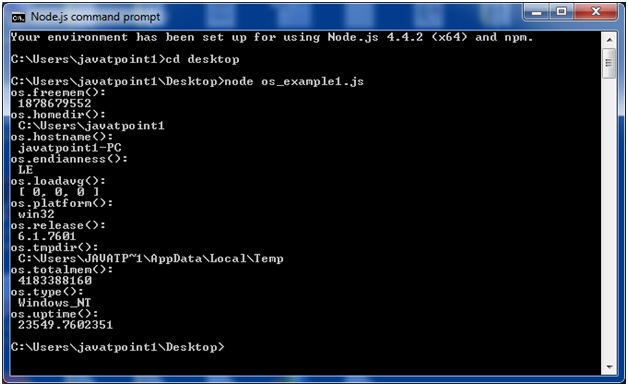 Node.js command prompt
Your environment has been set up for using Node.js 4.4.2 (x64) and npm.
C:\Users\javatpoint1>cd desktop
C:\Users\javatpoint1\Desktop>node os_example1.js
os.freemem():
1878679552
os.homedir():
C:\Users\javatpoint1
os.hostname():
javatpoint1-PC
os.endianness():
LE
os.loadavg():
[ 0, 0, 0 ]
os.platform():
win32
os.release():
6.1.7601
os.tmpdir():
C:\Users\JAVATP~1\AppData\Local\Temp
os.totalmem():
4183388160
os.type():
Windows_NT
os.uptime():
23549.7602351
C:\Users\javatpoint1\Desktop>